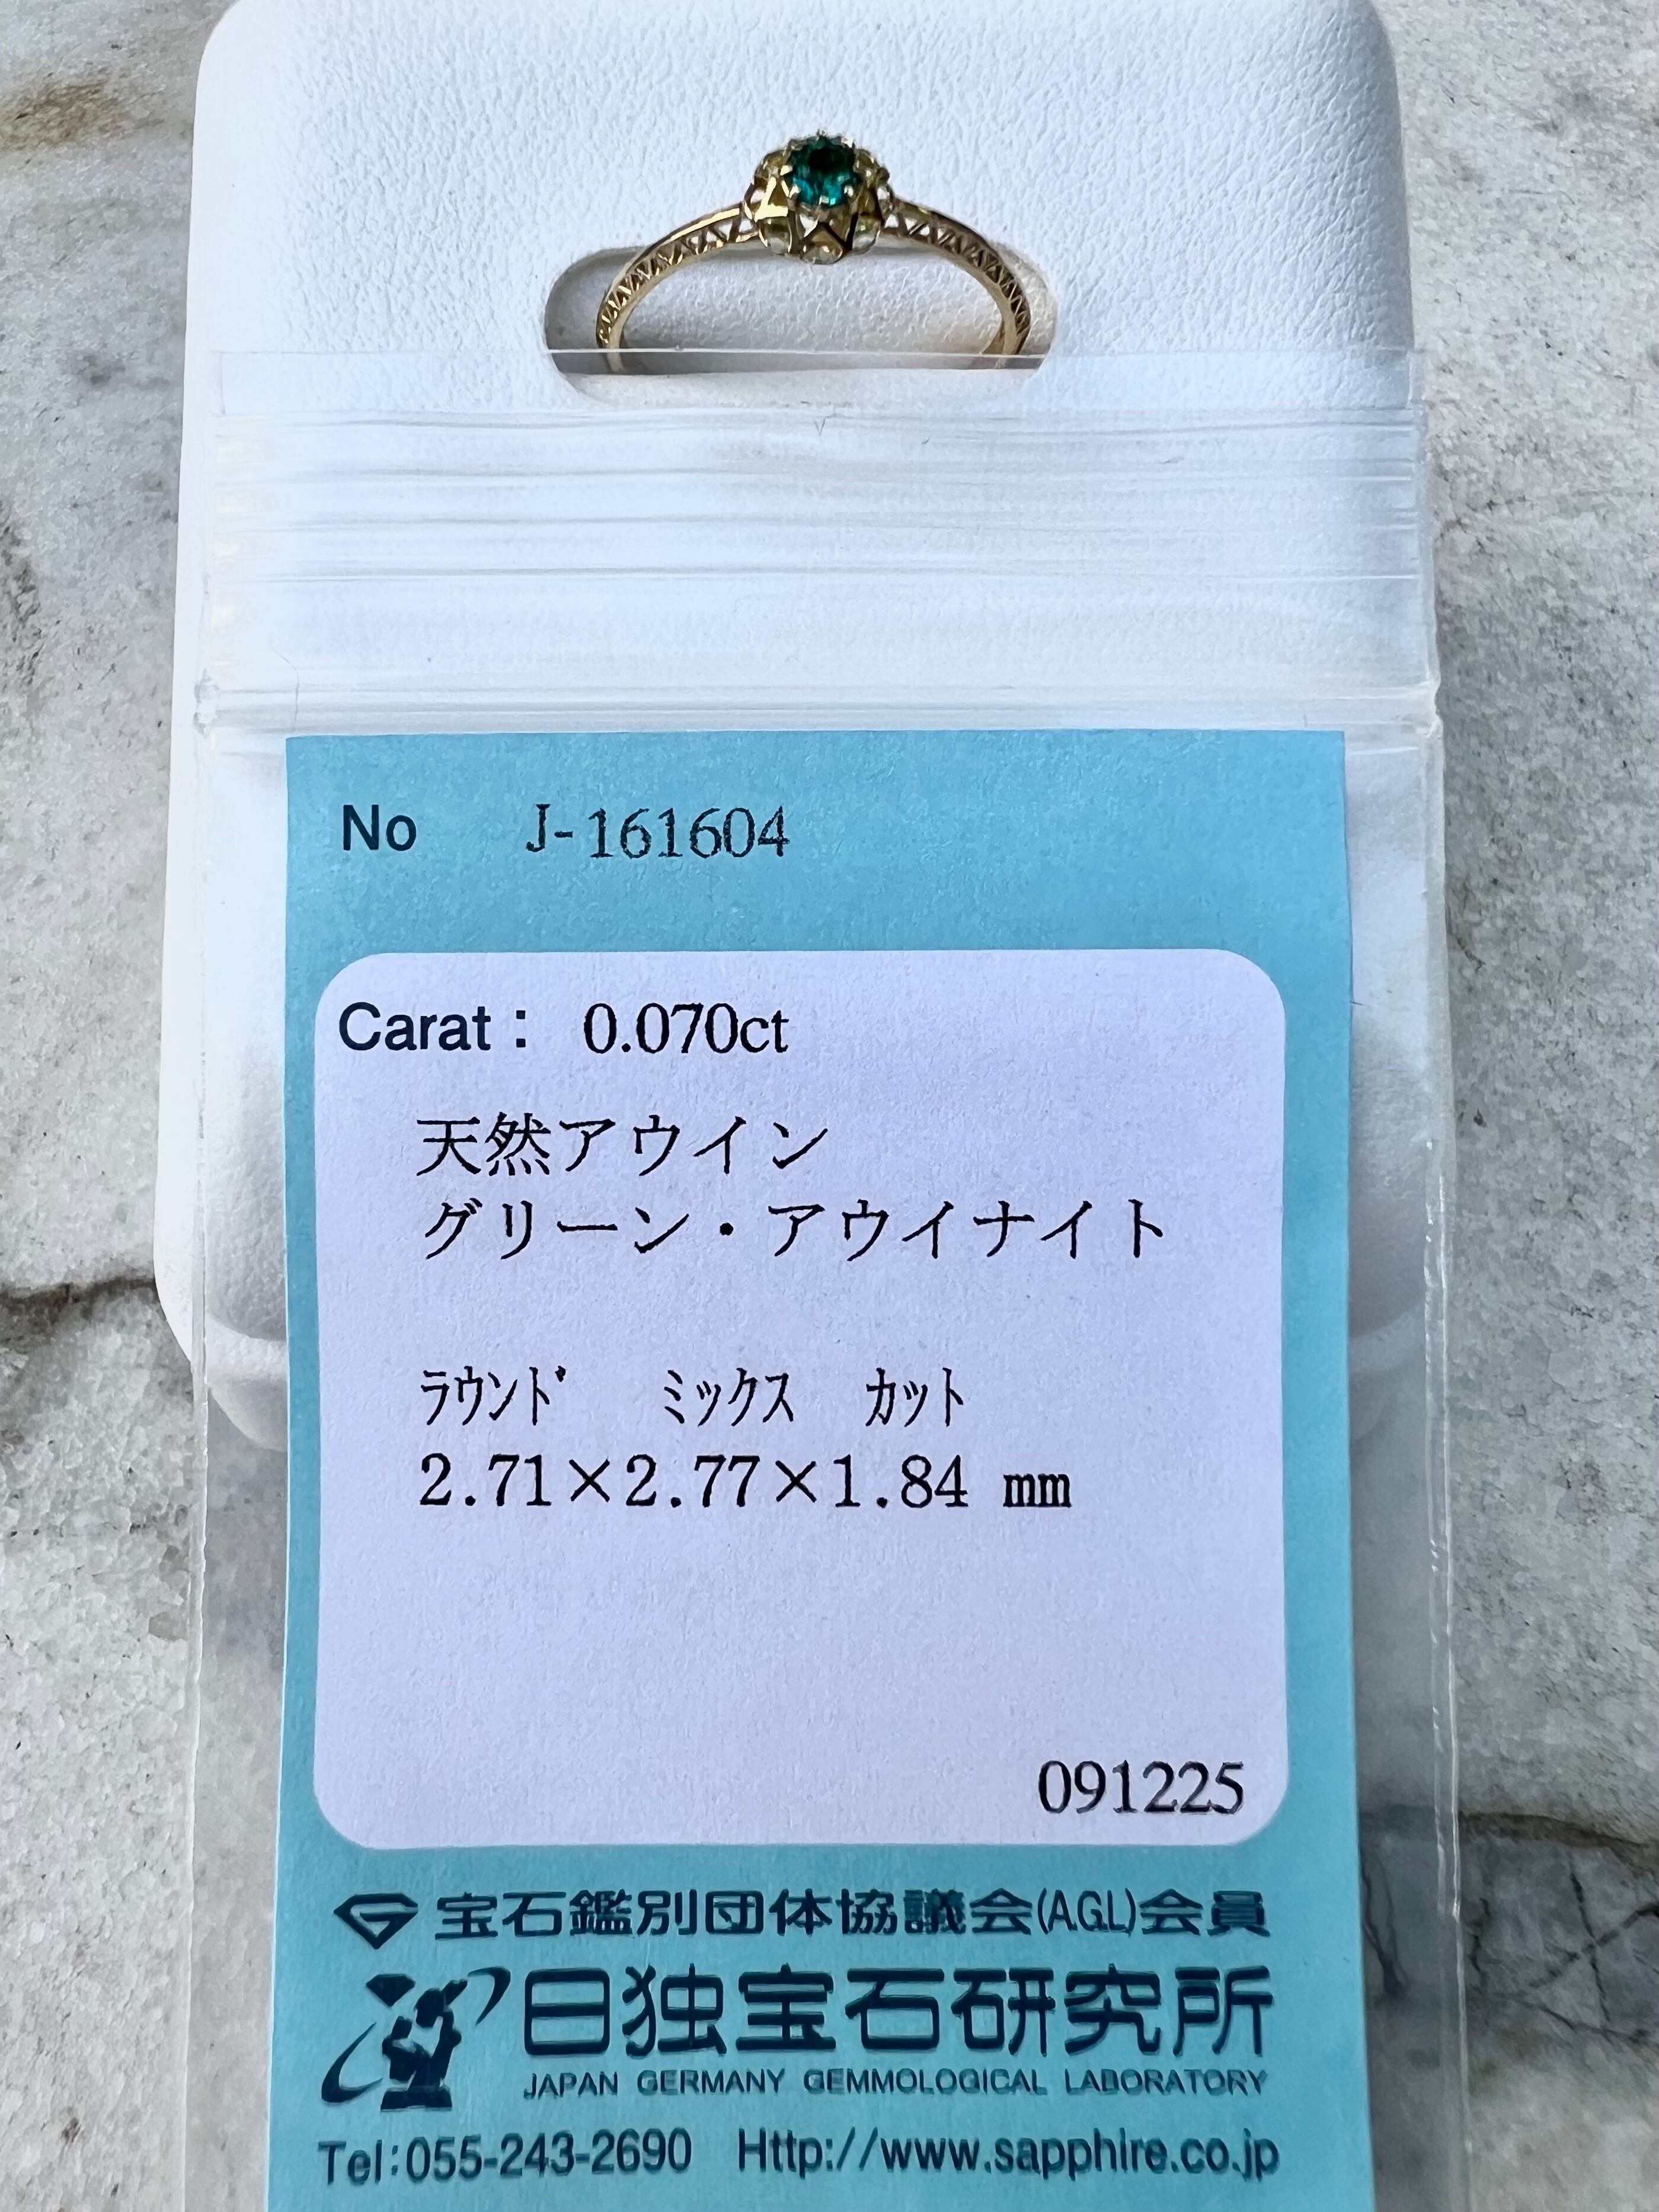 No J-161604
Carat: 0.070ct
天然アウイン
グリーン・アウイナイト
ﾗｳﾝﾄﾞ ﾐｯｸｽ ｶｯﾄ
2.71×2.77×1.84 mm
091225
宝石鑑別団体協議会(A.G.L)会員
日独宝石研究所
JAPAN GERMANY GEMMOLOGICAL LABORATORY
Tel:055-243-2690 Http://www.sapphire.co.jp